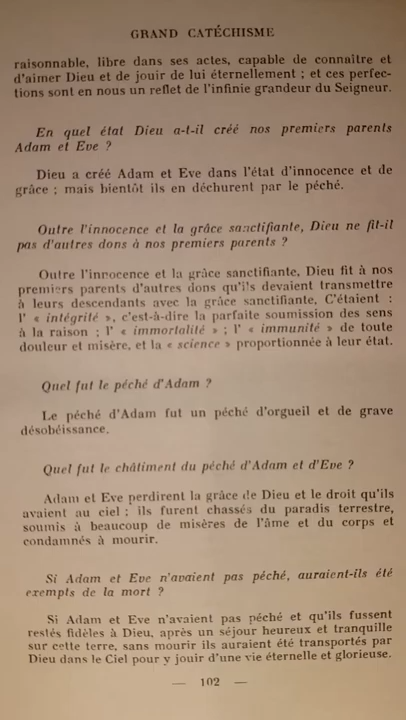 GRAND CATÉCHISME
raisonnable, libre dans ses actes, capable de connaître et
d'aimer Dieu et de jouir de lui éternellement ; et ces perfec-
tions sont en nous un reflet de l'infinie grandeur du Seigneur.
En quel état Dieu a-t-il créé nos premiers parents
Adam et Eve ?
Dieu a créé Adam et Eve dans l'état d'innocence et de
grâce ; mais bientôt ils en déchurent par le péché.
Outre l'innocence et la grâce sanctifiante, Dieu ne fit-il
pas d'autres dons à nos premiers parents ?
Outre l'innocence et la grâce sanctifiante, Dieu fit à nos
premiers parents d'autres dons qu'ils devaient transmettre
à leurs descendants avec la grâce sanctifiante. C'étaient :
l' « intégrité », c'est-à-dire la parfaite soumission des sens
à la raison ; l' « immortalité » ; l' « immunité » de toute
douleur et misère, et la « science » proportionnée à leur état.
Quel fut le péché d'Adam ?
Le péché d'Adam fut un péché d'orgueil et de grave
désobéissance.
Quel fut le châtiment du péché d'Adam et d'Eve ?
Adam et Eve perdirent la grâce de Dieu et le droit qu'ils
avaient au ciel ; ils furent chassés du paradis terrestre,
soumis à beaucoup de misères de l'âme et du corps et
condamnés à mourir.
Si Adam et Eve n'avaient pas péché, auraient-ils été
exempts de la mort ?
Si Adam et Eve n'avaient pas péché et qu'ils fussent
restés fidèles à Dieu, après un séjour heureux et tranquille
sur cette terre, sans mourir ils auraient été transportés par
Dieu dans le Ciel pour y jouir d'une vie éternelle et glorieuse.
— 102 —